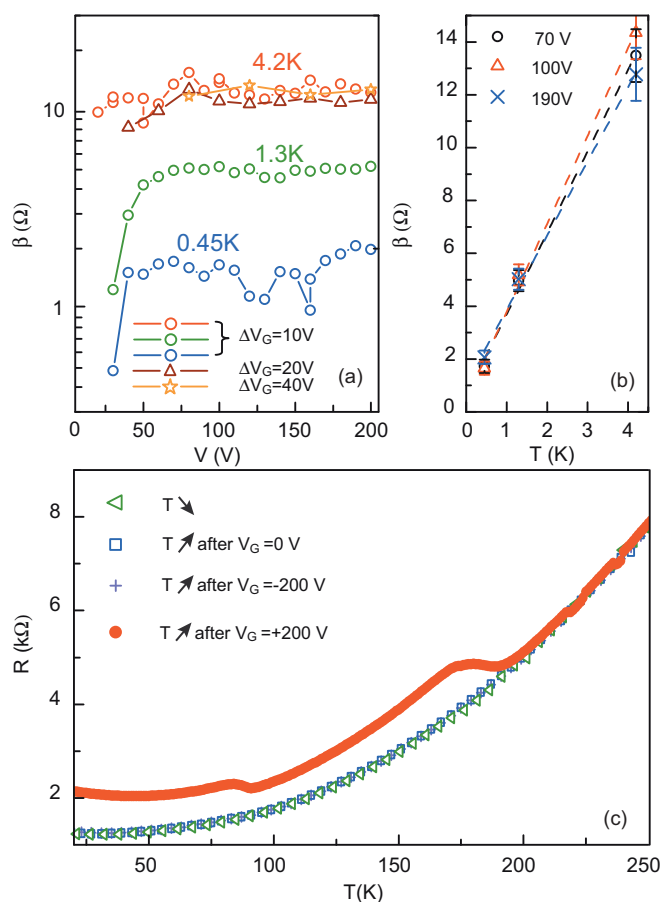 4.2K
1.3K
0.45K
ΔV_G=10V
ΔV_G=20V
ΔV_G=40V
(a)
β (Ω)
10
1
0
50
100
150
200
V (V)
70 V
100V
190V
(b)
β (Ω)
14
12
10
8
6
4
2
0
0
1
2
3
4
T (K)
T ↘
T ↗ after V_G =0 V
T ↗ after V_G =-200 V
T ↗ after V_G =+200 V
(c)
R (kΩ)
8
6
4
2
50
100
150
200
250
T(K)